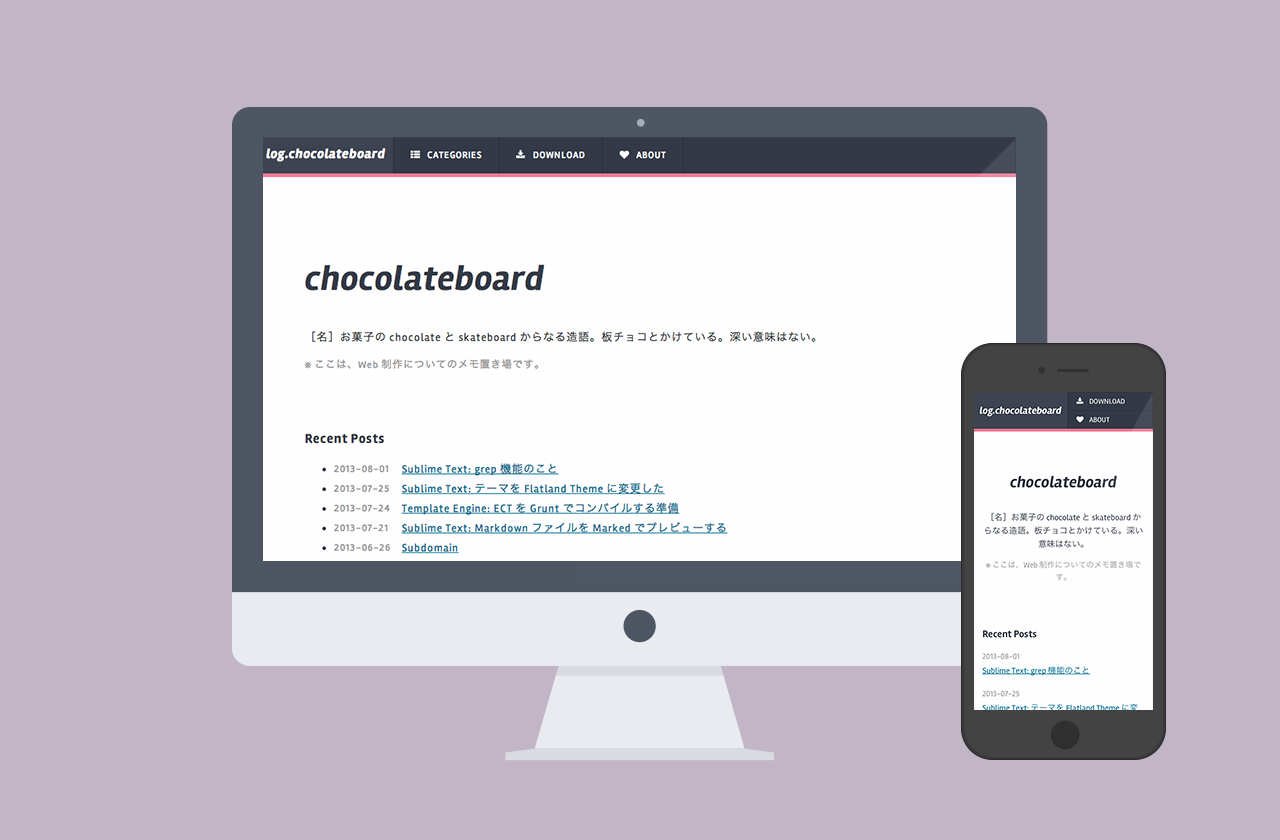 log.chocolateboard CATEGORIES DOWNLOAD ABOUT
chocolateboard
［名］お菓子の chocolate と skateboard からなる造語。板チョコとかけている。深い意味はない。
※ ここは、Web 制作についてのメモ置き場です。
Recent Posts
• 2013-08-01 Sublime Text: grep 機能のこと
• 2013-07-25 Sublime Text: テーマを Flatland Theme に変更した
• 2013-07-24 Template Engine: ECT を Grunt でコンパイルする準備
• 2013-07-21 Sublime Text: Markdown ファイルを Marked でプレビューする
• 2013-06-26 Subdomain
log.chocolateboard
DOWNLOAD
ABOUT
chocolateboard
［名］お菓子の chocolate と skateboard か
らなる造語。板チョコとかけている。深い
意味はない。
※ ここは、Web 制作についてのメモ置き場で
す。
Recent Posts
2013-08-01
Sublime Text: grep 機能のこと
2013-07-25
Sublime Text: テーマを Flatland Theme に変